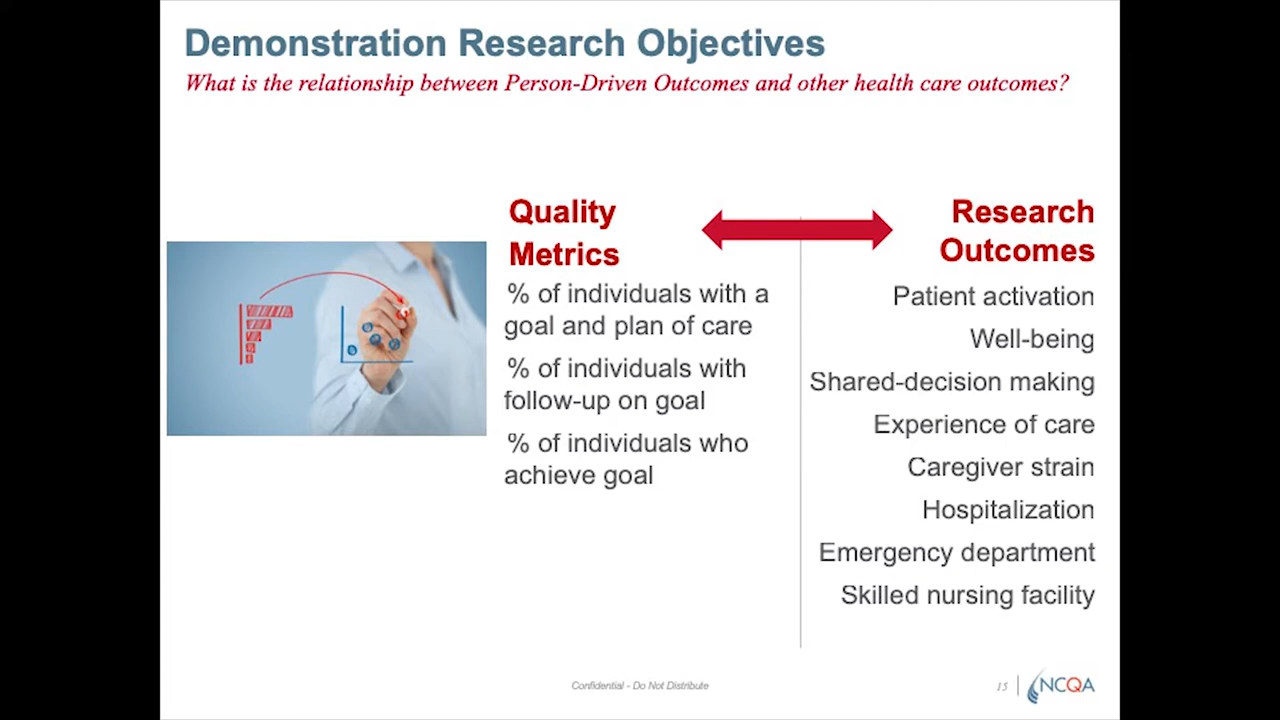 Demonstration Research Objectives
What is the relationship between Person-Driven Outcomes and other health care outcomes?
Quality
Metrics
% of individuals with a
goal and plan of care
% of individuals with
follow-up on goal
% of individuals who
achieve goal
Research
Outcomes
Patient activation
Well-being
Shared-decision making
Experience of care
Caregiver strain
Hospitalization
Emergency department
Skilled nursing facility
Confidential - Do Not Distribute
15
NCQA